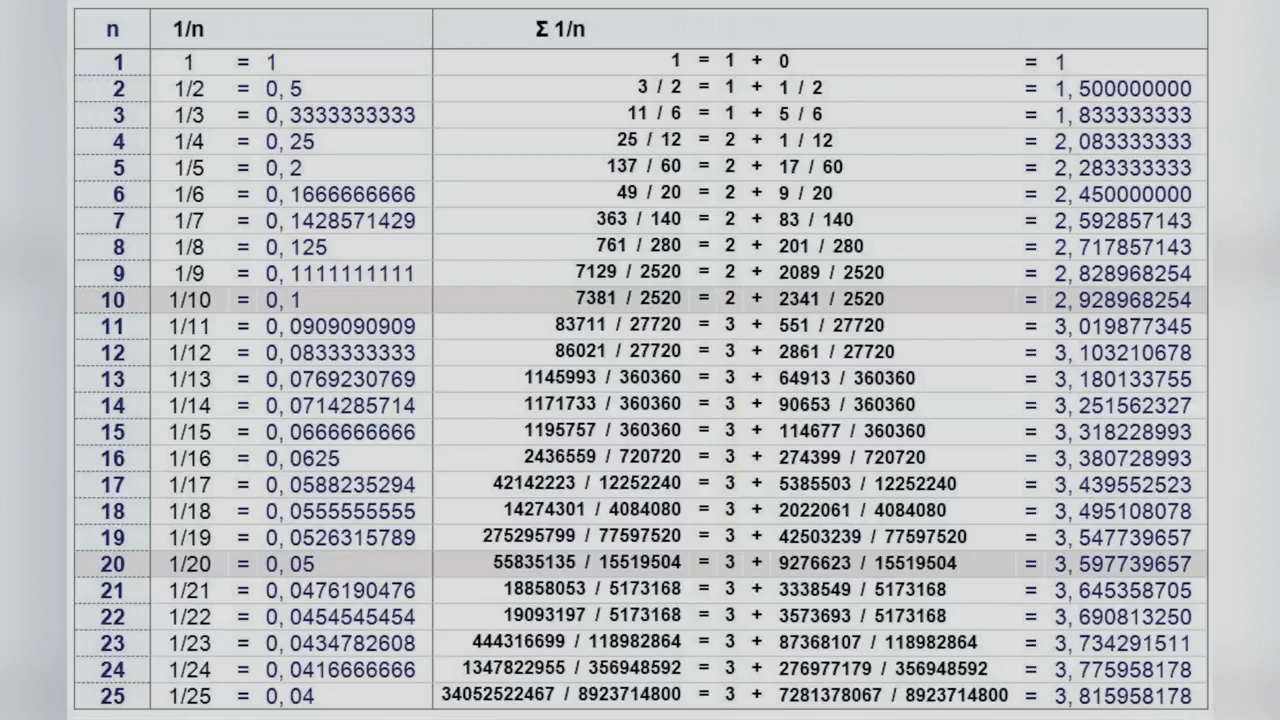 n 1/n Σ 1/n
1 1 = 1 1 = 1 + 0 = 1
2 1/2 = 0, 5 3 / 2 = 1 + 1 / 2 = 1, 500000000
3 1/3 = 0, 3333333333 11 / 6 = 1 + 5 / 6 = 1, 833333333
4 1/4 = 0, 25 25 / 12 = 2 + 1 / 12 = 2, 083333333
5 1/5 = 0, 2 137 / 60 = 2 + 17 / 60 = 2, 283333333
6 1/6 = 0, 1666666666 49 / 20 = 2 + 9 / 20 = 2, 450000000
7 1/7 = 0, 1428571429 363 / 140 = 2 + 83 / 140 = 2, 592857143
8 1/8 = 0, 125 761 / 280 = 2 + 201 / 280 = 2, 717857143
9 1/9 = 0, 1111111111 7129 / 2520 = 2 + 2089 / 2520 = 2, 828968254
10 1/10 = 0, 1 7381 / 2520 = 2 + 2341 / 2520 = 2, 928968254
11 1/11 = 0, 0909090909 83711 / 27720 = 3 + 551 / 27720 = 3, 019877345
12 1/12 = 0, 0833333333 86021 / 27720 = 3 + 2861 / 27720 = 3, 103210678
13 1/13 = 0, 0769230769 1145993 / 360360 = 3 + 64913 / 360360 = 3, 180133755
14 1/14 = 0, 0714285714 1171733 / 360360 = 3 + 90653 / 360360 = 3, 251562327
15 1/15 = 0, 0666666666 1195757 / 360360 = 3 + 114677 / 360360 = 3, 318228993
16 1/16 = 0, 0625 2436559 / 720720 = 3 + 274399 / 720720 = 3, 380728993
17 1/17 = 0, 0588235294 42142223 / 12252240 = 3 + 5385503 / 12252240 = 3, 439552523
18 1/18 = 0, 0555555555 14274301 / 4084080 = 3 + 2022061 / 4084080 = 3, 495108078
19 1/19 = 0, 0526315789 275295799 / 77597520 = 3 + 42503239 / 77597520 = 3, 547739657
20 1/20 = 0, 05 55835135 / 15519504 = 3 + 9276623 / 15519504 = 3, 597739657
21 1/21 = 0, 0476190476 18858053 / 5173168 = 3 + 3338549 / 5173168 = 3, 645358705
22 1/22 = 0, 0454545454 19093197 / 5173168 = 3 + 3573693 / 5173168 = 3, 690813250
23 1/23 = 0, 0434782608 444316699 / 118982864 = 3 + 87368107 / 118982864 = 3, 734291511
24 1/24 = 0, 0416666666 1347822955 / 356948592 = 3 + 276977179 / 356948592 = 3, 775958178
25 1/25 = 0, 04 34052522467 / 8923714800 = 3 + 7281378067 / 8923714800 = 3, 815958178